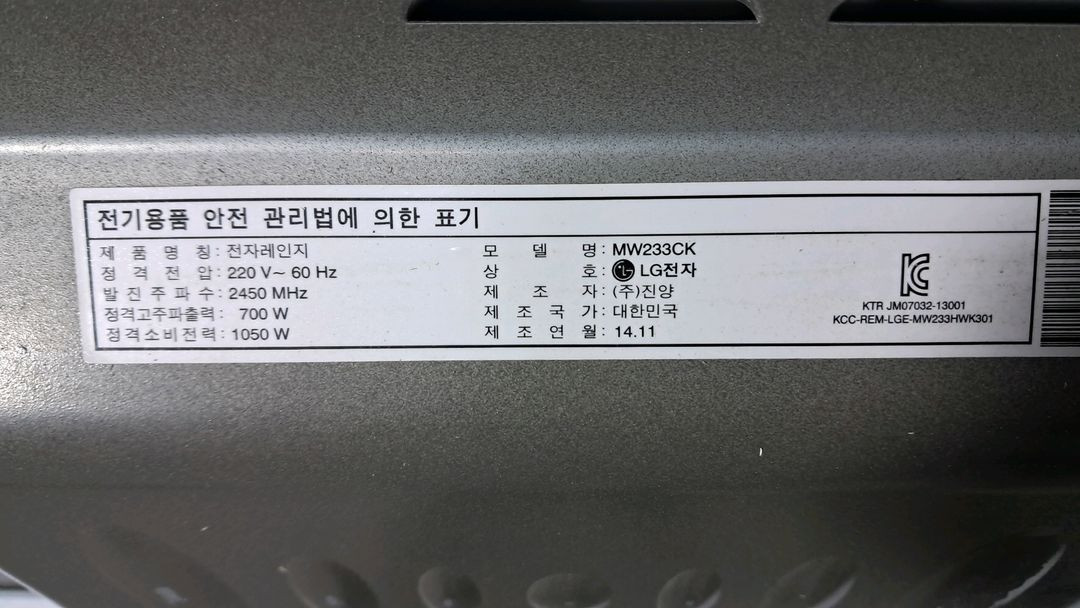 전기용품 안전 관리법에 의한 표기
제 품 명 칭 : 전자레인지
정 격 전 압 : 220 V~ 60 Hz
발 진 주 파 수 : 2450 MHz
정격고주파출력 : 700 W
정격소비전력 : 1050 W
모 델 명 : MW233CK
상 호 : LG전자
제 조 자 : (주)진양
제 조 국 가 : 대한민국
제 조 연 월 : 14.11
KTR JM07032-13001
KCC-REM-LGE-MW233HWK301